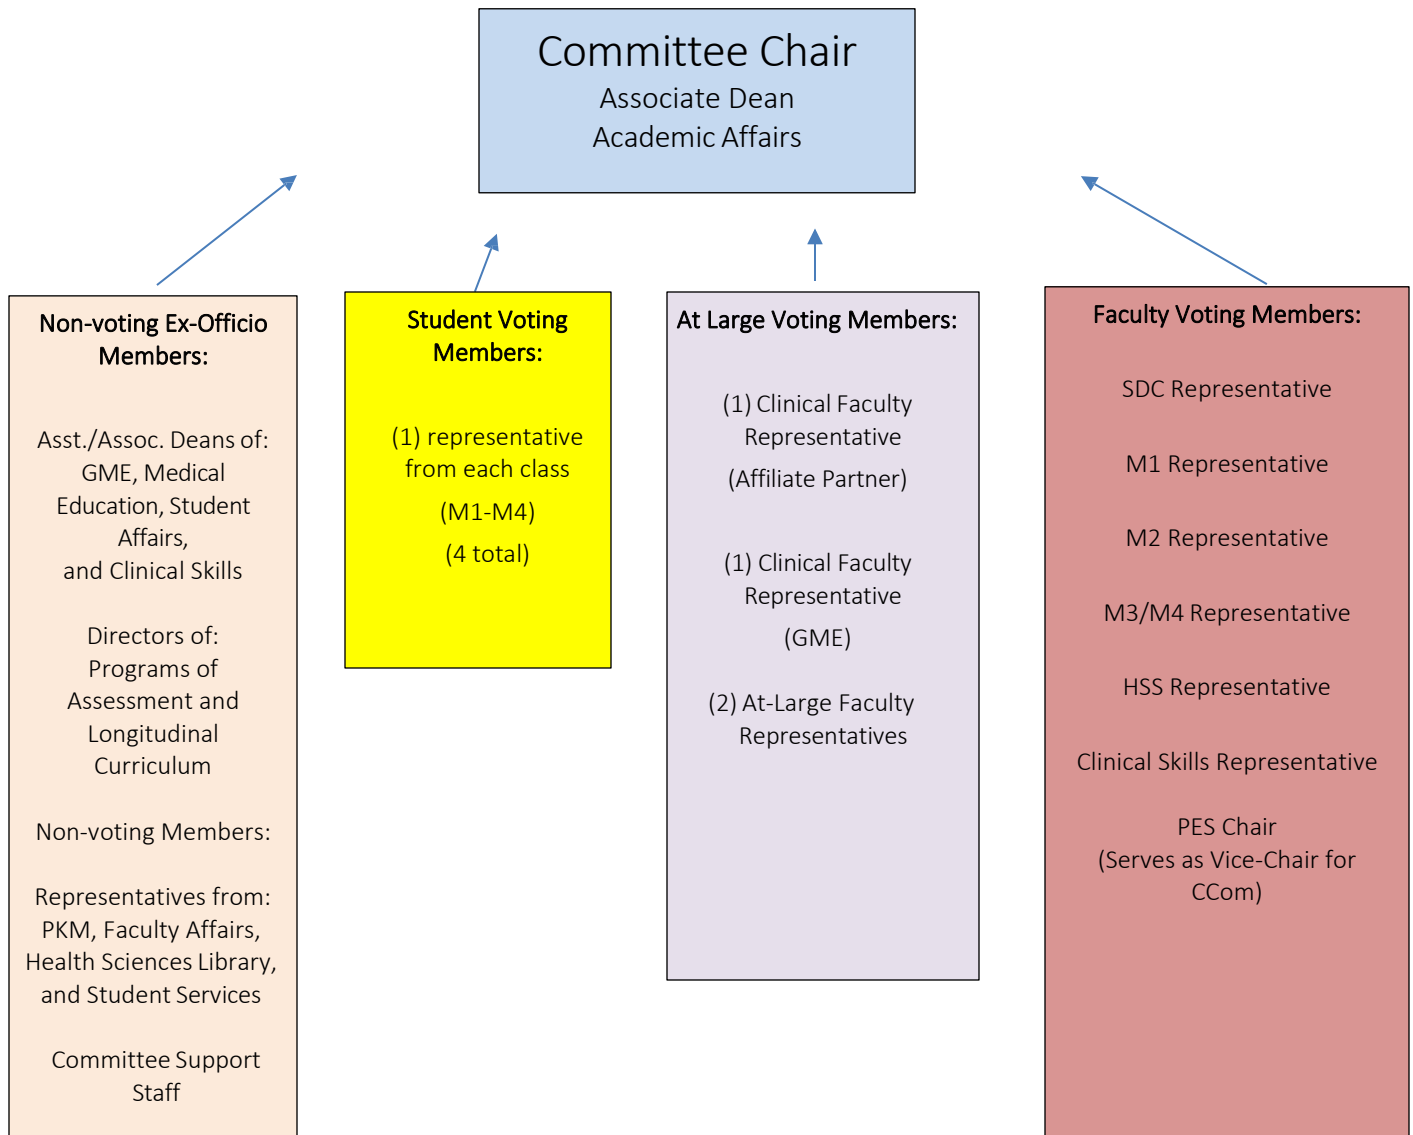 Committee Chair
Associate Dean
Academic Affairs
Non-voting Ex-Officio
Members:
Asst./Assoc. Deans of:
GME, Medical
Education, Student
Affairs,
and Clinical Skills
Directors of:
Programs of
Assessment and
Longitudinal
Curriculum
Non-voting Members:
Representatives from:
PKM, Faculty Affairs,
Health Sciences Library,
and Student Services
Committee Support
Staff
Student Voting
Members:
(1) representative
from each class
(M1-M4)
(4 total)
At Large Voting Members:
(1) Clinical Faculty
Representative
(Affiliate Partner)
(1) Clinical Faculty
Representative
(GME)
(2) At-Large Faculty
Representatives
Faculty Voting Members:
SDC Representative
M1 Representative
M2 Representative
M3/M4 Representative
HSS Representative
Clinical Skills Representative
PES Chair
(Serves as Vice-Chair for
CCom)